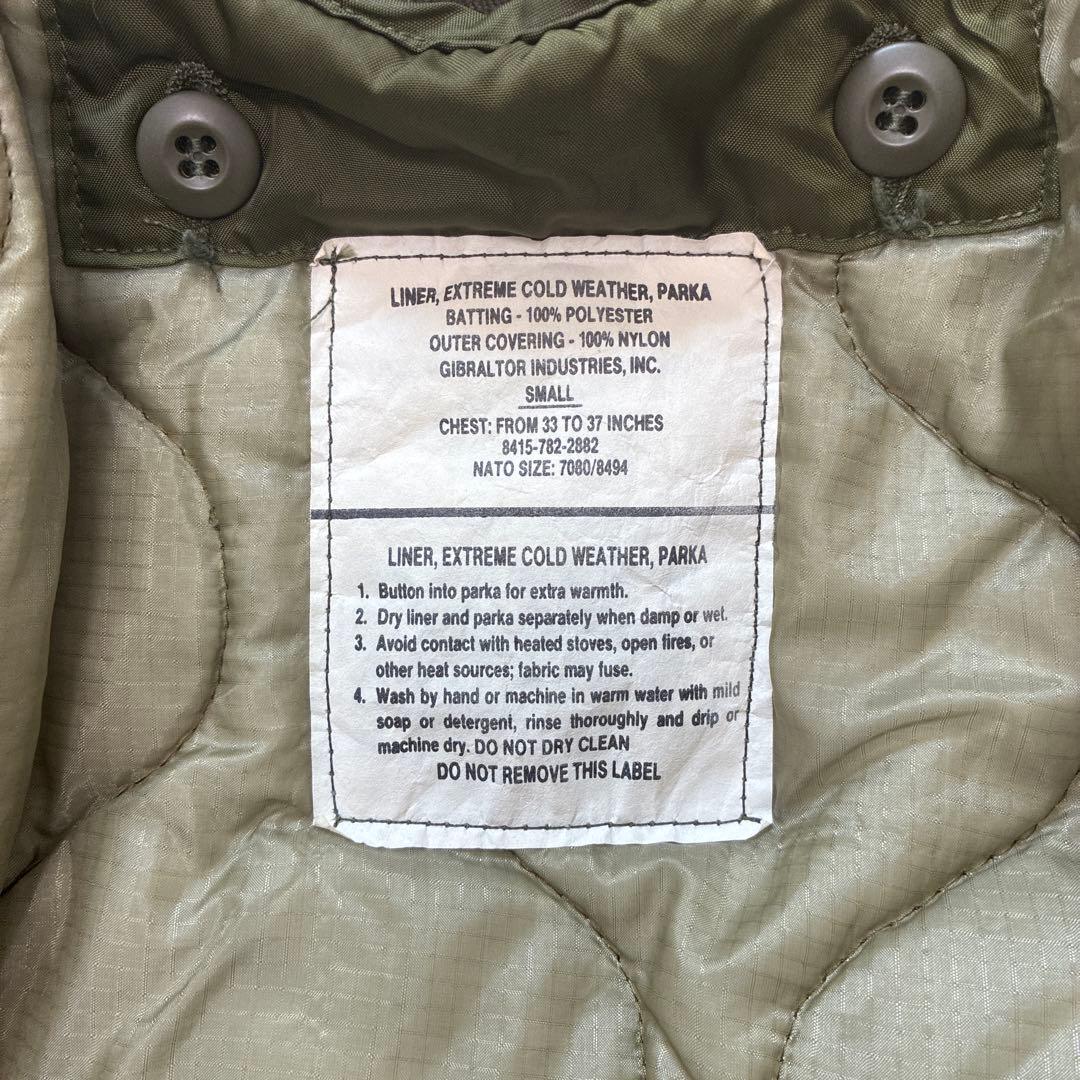 LINER, EXTREME COLD WEATHER, PARKA
BATTING - 100% POLYESTER
OUTER COVERING - 100% NYLON
GIBRALTOR INDUSTRIES, INC.
SMALL
CHEST: FROM 33 TO 37 INCHES
8415-782-2882
NATO SIZE: 7080/8494
LINER, EXTREME COLD WEATHER, PARKA
1. Button into parka for extra warmth.
2. Dry liner and parka separately when damp or wet.
3. Avoid contact with heated stoves, open fires, or
other heat sources; fabric may fuse.
4. Wash by hand or machine in warm water with mild
soap or detergent, rinse thoroughly and drip or
machine dry. DO NOT DRY CLEAN
DO NOT REMOVE THIS LABEL